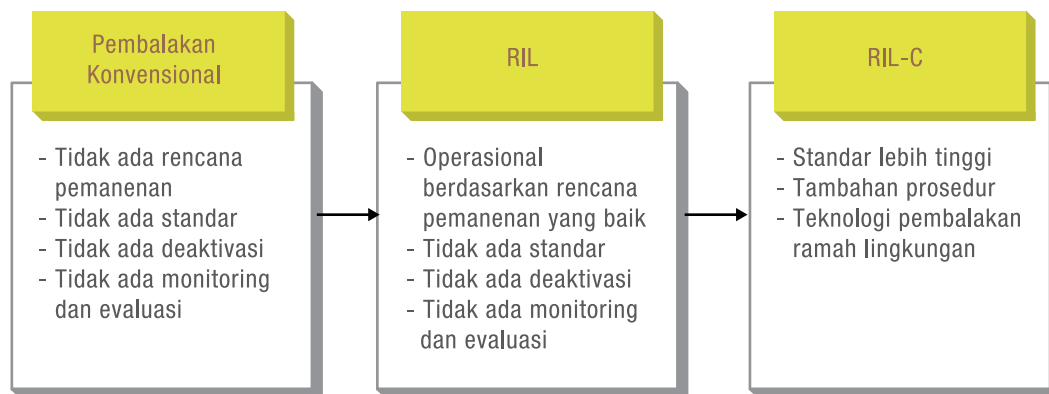 Pembalakan
Konvensional
- Tidak ada rencana
pemanenan
- Tidak ada standar
- Tidak ada deaktivasi
- Tidak ada monitoring
dan evaluasi
RIL
- Operasional
berdasarkan rencana
pemanenan yang baik
- Tidak ada standar
- Tidak ada deaktivasi
- Tidak ada monitoring
dan evaluasi
RIL-C
- Standar lebih tinggi
- Tambahan prosedur
- Teknologi pembalakan
ramah lingkungan